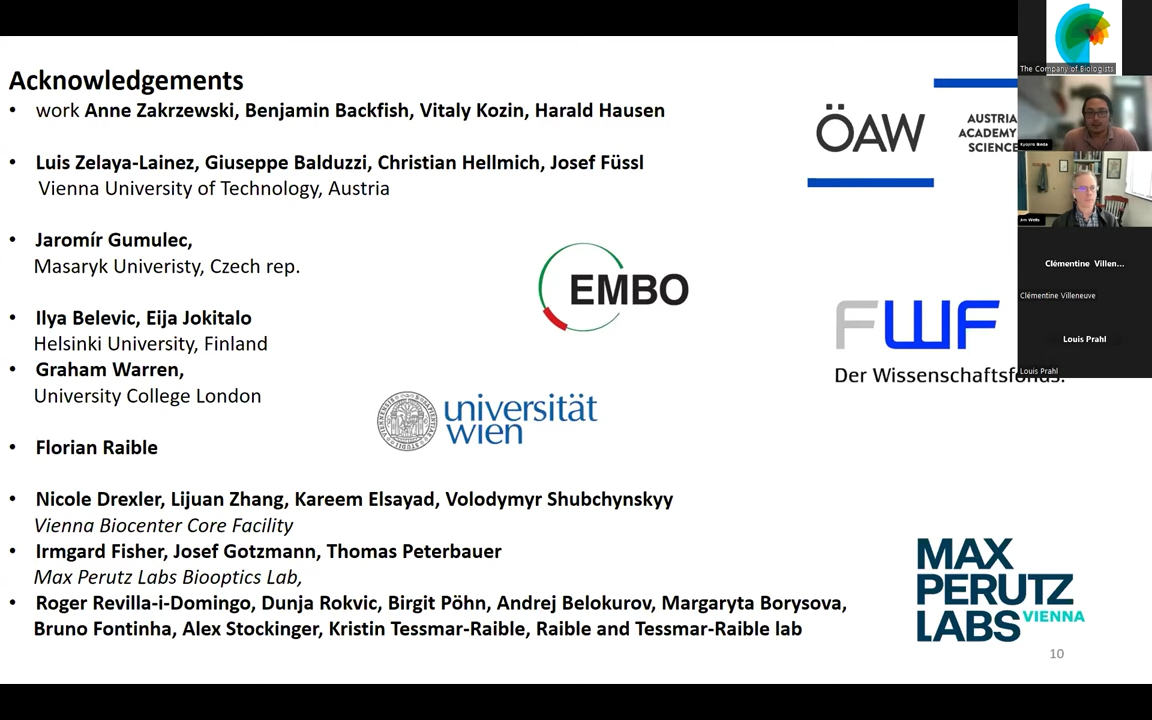 Acknowledgements
• work Anne Zakrzewski, Benjamin Backfish, Vitaly Kozin, Harald Hausen
• Luis Zelaya-Lainez, Giuseppe Balduzzi, Christian Hellmich, Josef Füssl
Vienna University of Technology, Austria
• Jaromír Gumulec,
Masaryk Univeristy, Czech rep.
• Ilya Belevic, Eija Jokitalo
Helsinki University, Finland
• Graham Warren,
University College London
• Florian Raible
• Nicole Drexler, Lijuan Zhang, Kareem Elsayad, Volodymyr Shubchynskyy
Vienna Biocenter Core Facility
• Irmgard Fisher, Josef Gotzmann, Thomas Peterbauer
Max Perutz Labs Biooptics Lab,
• Roger Revilla-i-Domingo, Dunja Rokvic, Birgit Pöhn, Andrej Belokurov, Margaryta Borysova,
Bruno Fontinha, Alex Stockinger, Kristin Tessmar-Raible, Raible and Tessmar-Raible lab
ÖAW
AUSTRIA
ACADEMY
SCIENCE
EMBO
FWF
Der Wissenschaftsfonds.
universität
wien
MAX
PERUTZ
LABS VIENNA
10
The Company of Biologists
Kyojiro Ikeda
Jim Wells
Clémentine Villen...
Clémentine Villeneuve
Louis Prahl
Louis Prahl